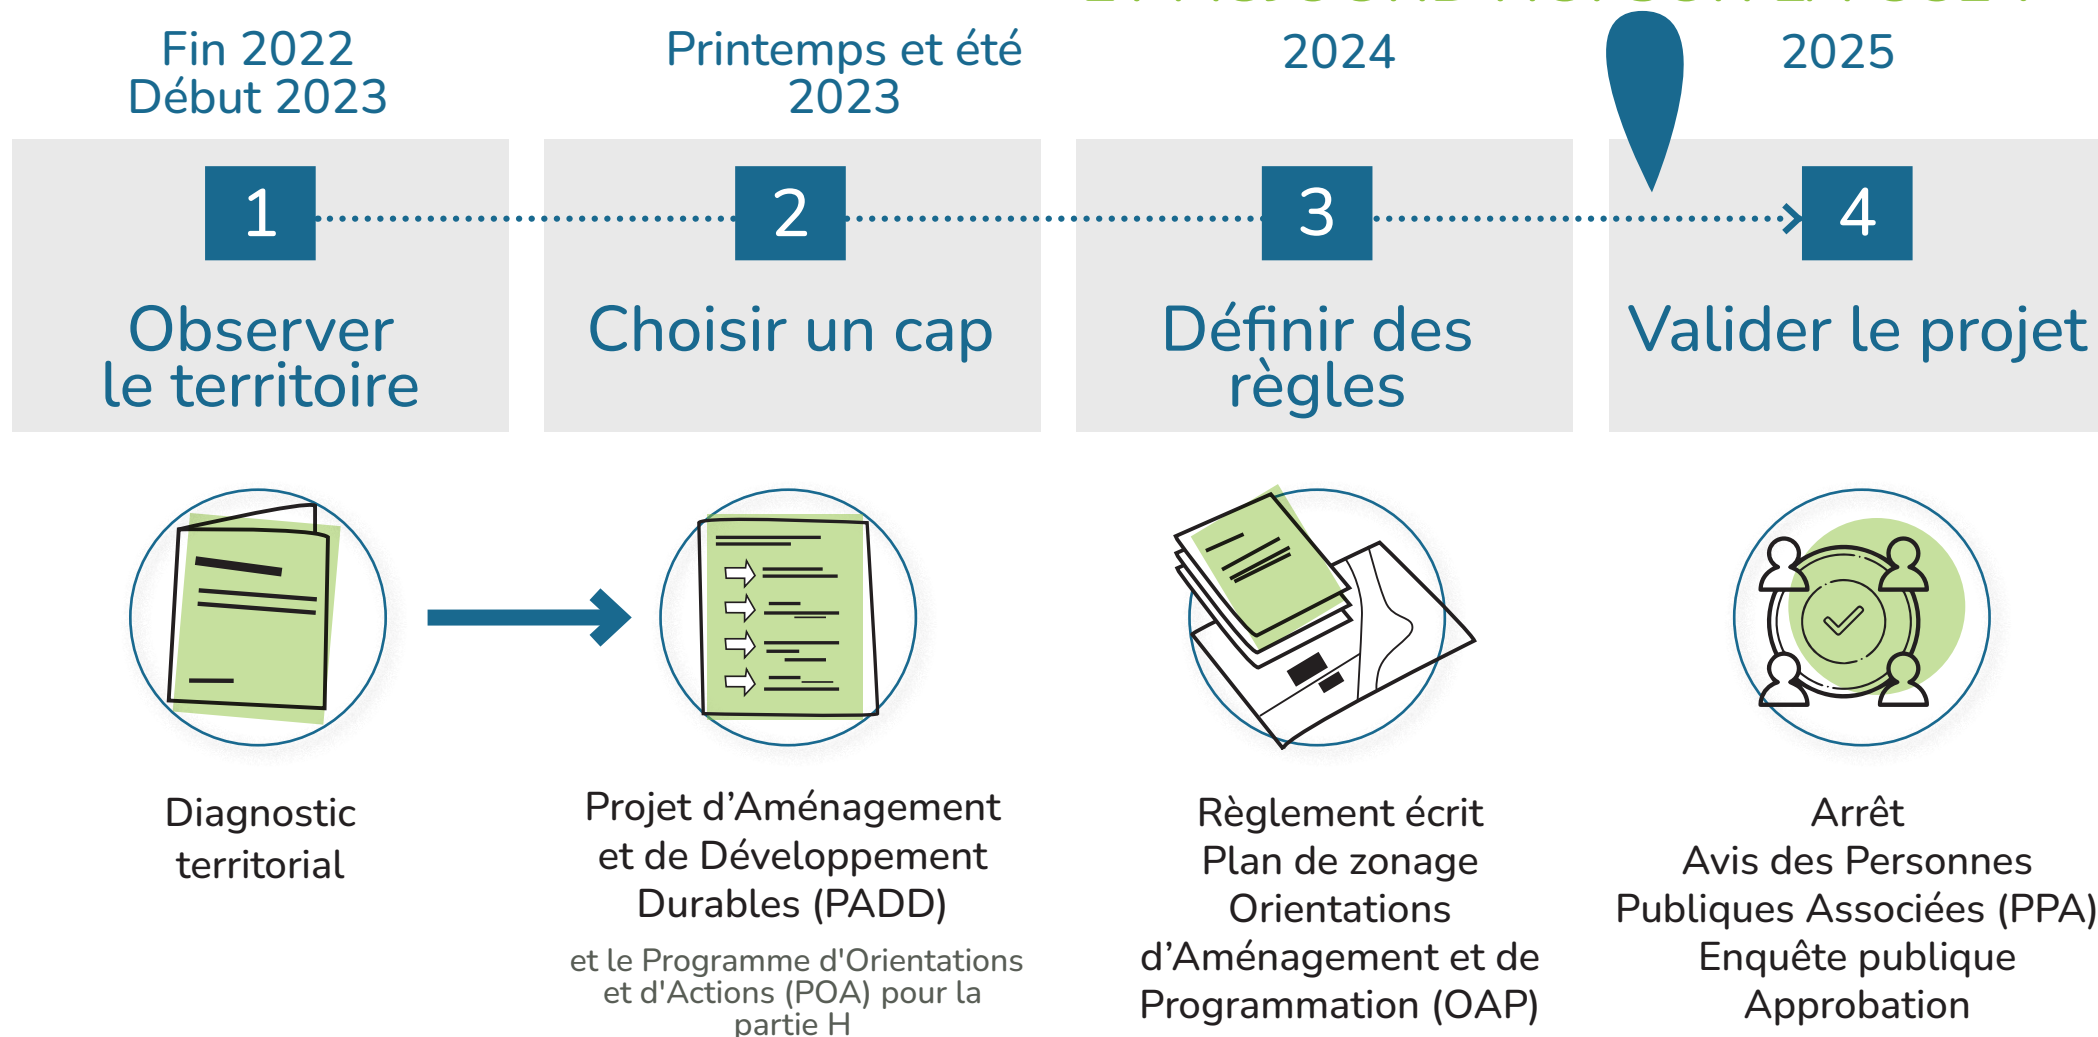 Fin 2022
Début 2023
Printemps et été
2023
2024
2025
1
2
3
4
Observer
le territoire
Choisir un cap
Définir des
règles
Valider le projet
Diagnostic
territorial
Projet d’Aménagement
et de Développement
Durables (PADD)
et le Programme d'Orientations
et d'Actions (POA) pour la
partie H
Règlement écrit
Plan de zonage
Orientations
d’Aménagement et de
Programmation (OAP)
Arrêt
Avis des Personnes
Publiques Associées (PPA)
Enquête publique
Approbation